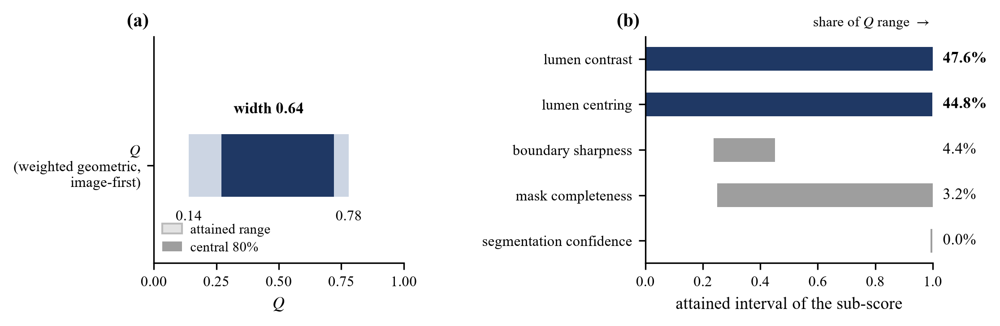 (a)
width 0.64
Q
(weighted geometric,
image-first)
0.14 0.78
attained range
central 80%
0.00 0.25 0.50 0.75 1.00
Q
(b)
share of Q range →
lumen contrast 47.6%
lumen centring 44.8%
boundary sharpness 4.4%
mask completeness 3.2%
segmentation confidence 0.0%
0.0 0.2 0.4 0.6 0.8 1.0
attained interval of the sub-score